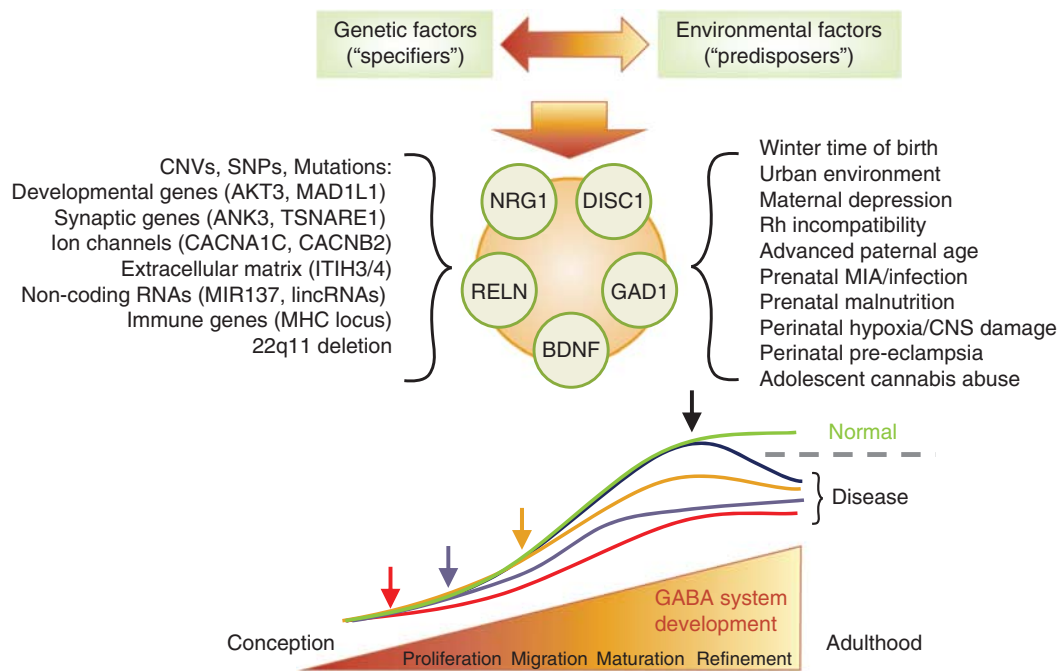 Genetic factors
("specifiers")
Environmental factors
("predisposers")
CNVs, SNPs, Mutations:
Developmental genes (AKT3, MAD1L1)
Synaptic genes (ANK3, TSNARE1)
Ion channels (CACNA1C, CACNB2)
Extracellular matrix (ITIH3/4)
Non-coding RNAs (MIR137, lincRNAs)
Immune genes (MHC locus)
22q11 deletion
NRG1
DISC1
RELN
GAD1
BDNF
Winter time of birth
Urban environment
Maternal depression
Rh incompatibility
Advanced paternal age
Prenatal MIA/infection
Prenatal malnutrition
Perinatal hypoxia/CNS damage
Perinatal pre-eclampsia
Adolescent cannabis abuse
Normal
Disease
GABA system
development
Conception
Proliferation Migration Maturation Refinement
Adulthood